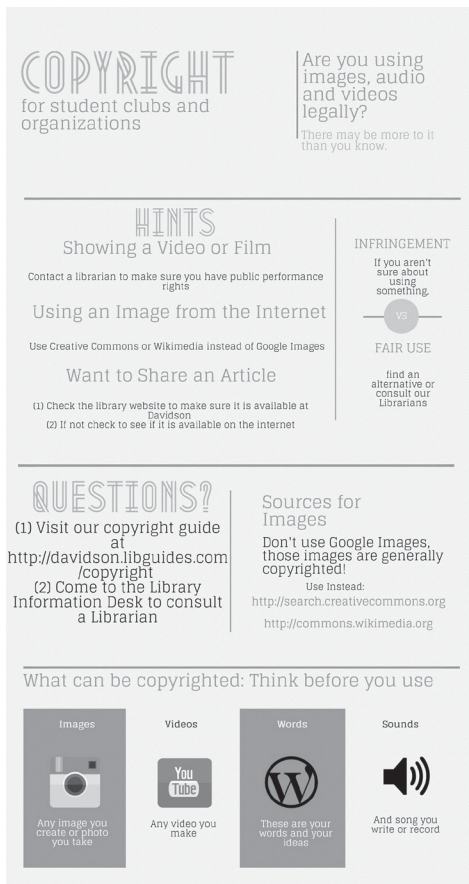 COPYRIGHT
for student clubs and
organizations
Are you using
images, audio
and videos
legally?
There may be more to it
than you know.
HINTS
Showing a Video or Film
Contact a librarian to make sure you have public performance
rights
Using an Image from the Internet
Use Creative Commons or Wikimedia instead of Google Images
Want to Share an Article
(1) Check the library website to make sure it is available at
Davidson
(2) If not check to see if it is available on the internet
INFRINGEMENT
If you aren't
sure about
using
something,
VS
FAIR USE
find an
alternative or
consult our
Librarians
QUESTIONS?
(1) Visit our copyright guide
at
http://davidson.libguides.com
/copyright
(2) Come to the Library
Information Desk to consult
a Librarian
Sources for
Images
Don't use Google Images,
those images are generally
copyrighted!
Use Instead:
http://search.creativecommons.org
http://commons.wikimedia.org
What can be copyrighted: Think before you use
Images
Any image you
create or photo
you take
Videos
You
Tube
Any video you
make
Words
W
These are your
words and your
ideas
Sounds
And song you
write or record